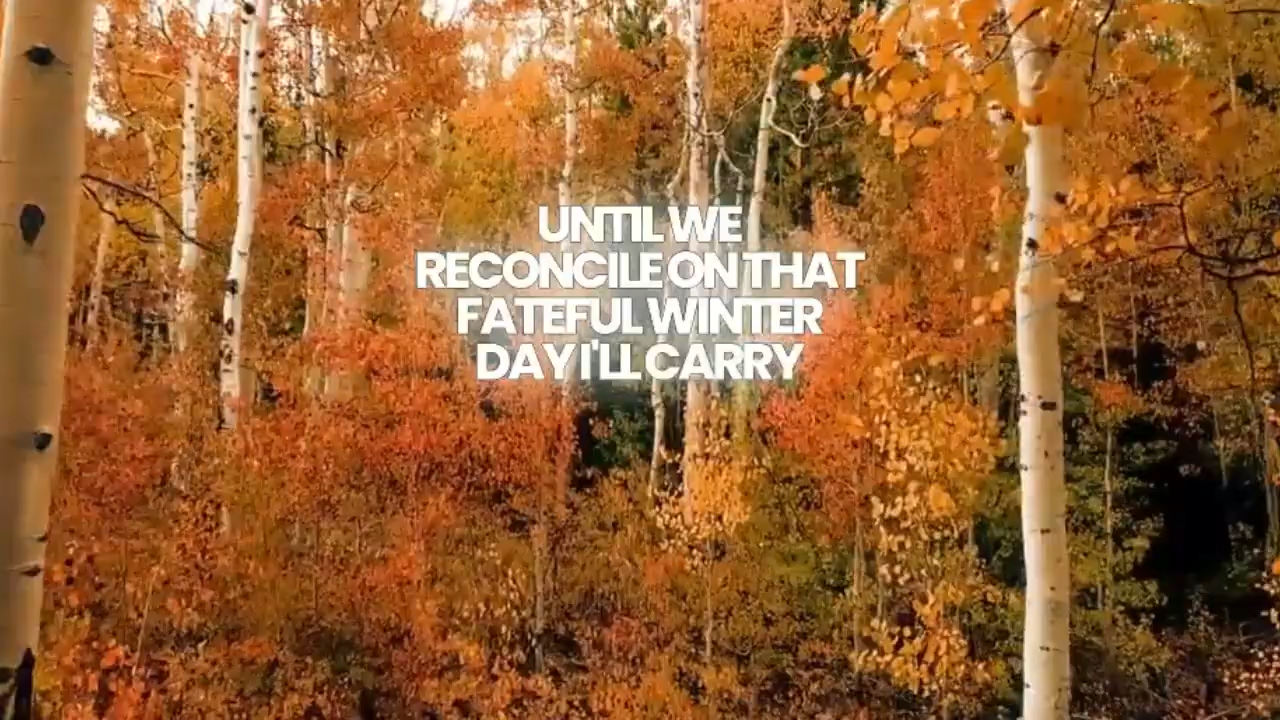 UNTIL WE
RECONCILE ON THAT
FATEFUL WINTER
DAY I'LL CARRY